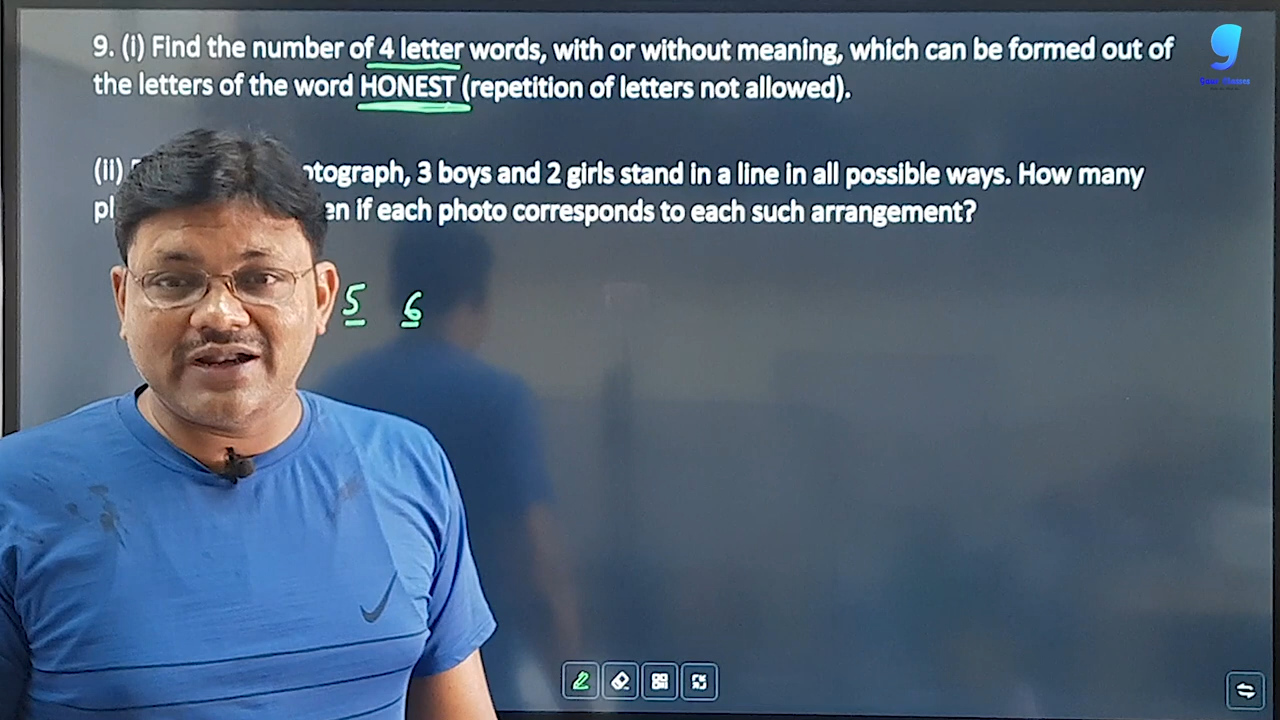 9. (i) Find the number of 4 letter words, with or without meaning, which can be formed out of
the letters of the word HONEST (repetition of letters not allowed).
(ii) photograph, 3 boys and 2 girls stand in a line in all possible ways. How many
if each photo corresponds to each such arrangement?
5 6